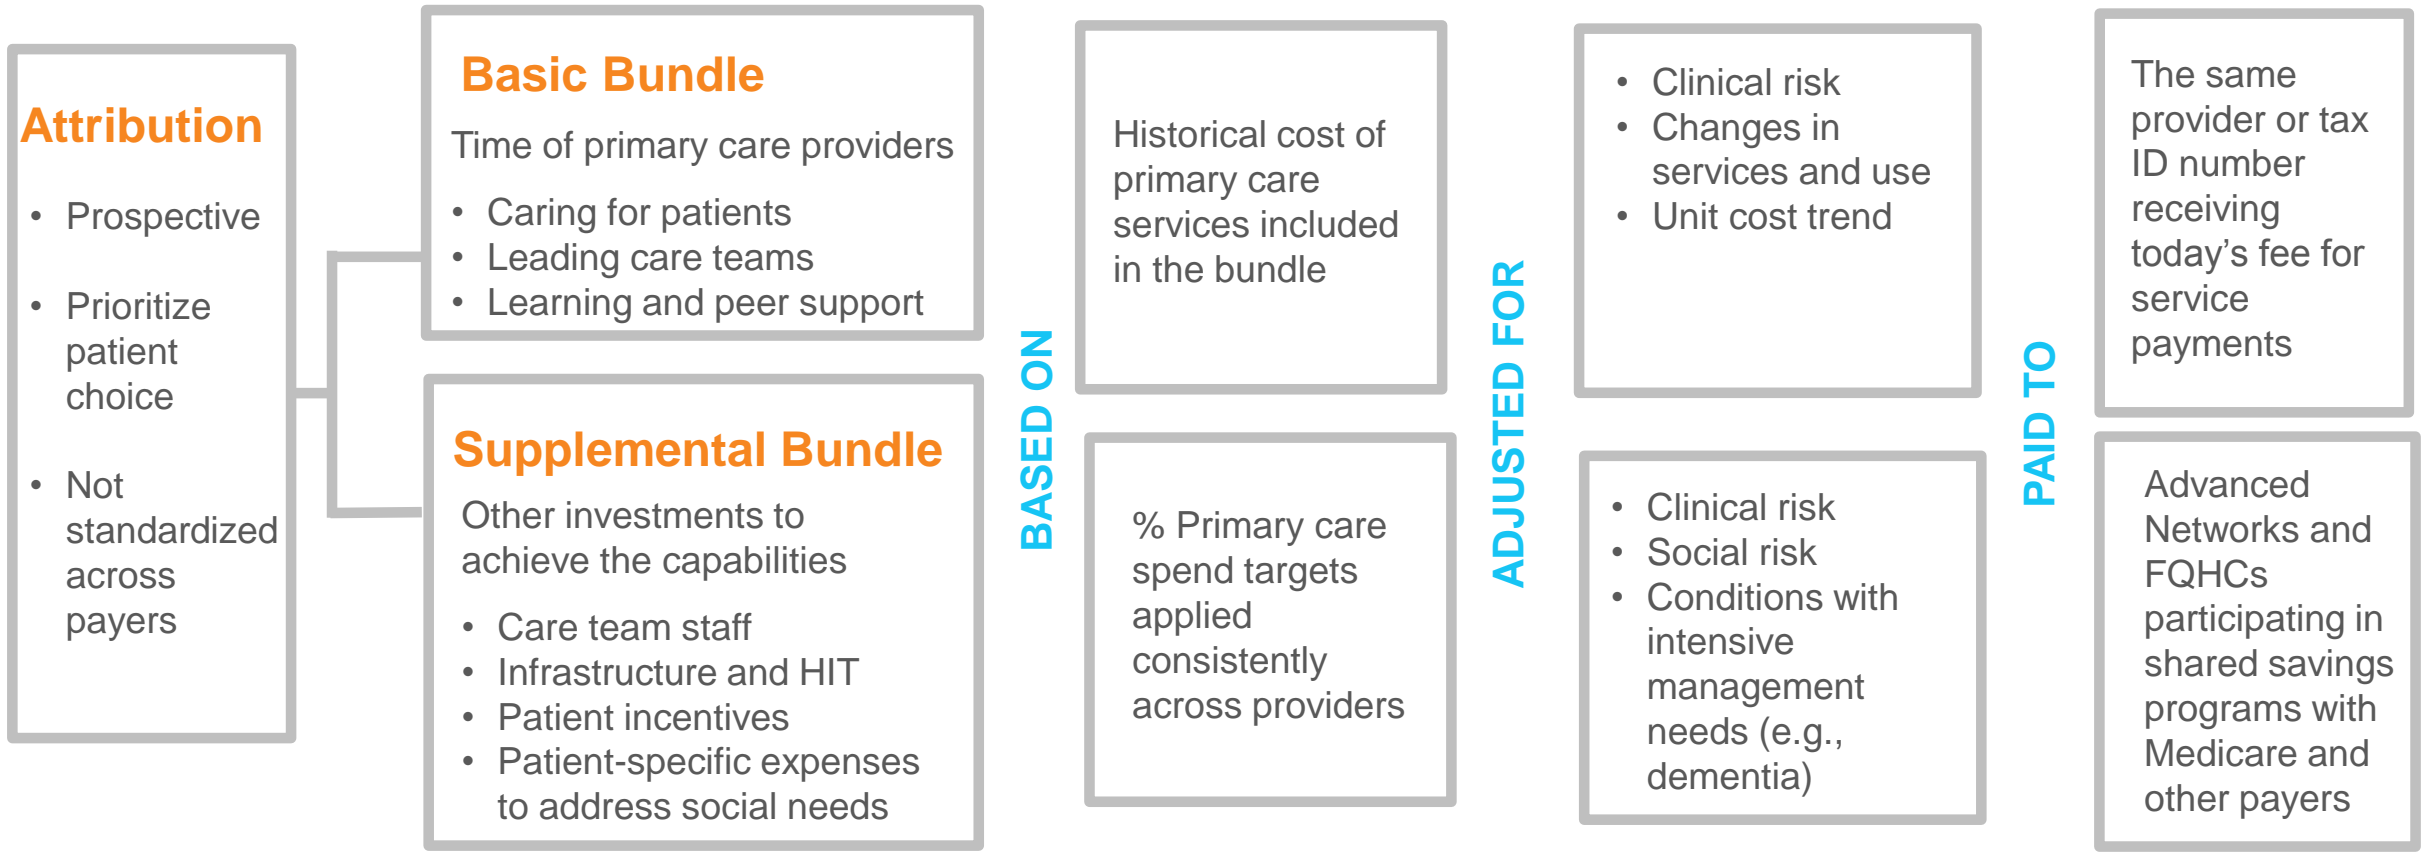 Attribution
• Prospective
• Prioritize
patient
choice
• Not
standardized
across
payers
Basic Bundle
Time of primary care providers
• Caring for patients
• Leading care teams
• Learning and peer support
Supplemental Bundle
Other investments to
achieve the capabilities
• Care team staff
• Infrastructure and HIT
• Patient incentives
• Patient-specific expenses
to address social needs
BASED ON
Historical cost of
primary care
services included
in the bundle
% Primary care
spend targets
applied
consistently
across providers
ADJUSTED FOR
• Clinical risk
• Changes in
services and use
• Unit cost trend
• Clinical risk
• Social risk
• Conditions with
intensive
management
needs (e.g.,
dementia)
PAID TO
The same
provider or tax
ID number
receiving
today’s fee for
service
payments
Advanced
Networks and
FQHCs
participating in
shared savings
programs with
Medicare and
other payers